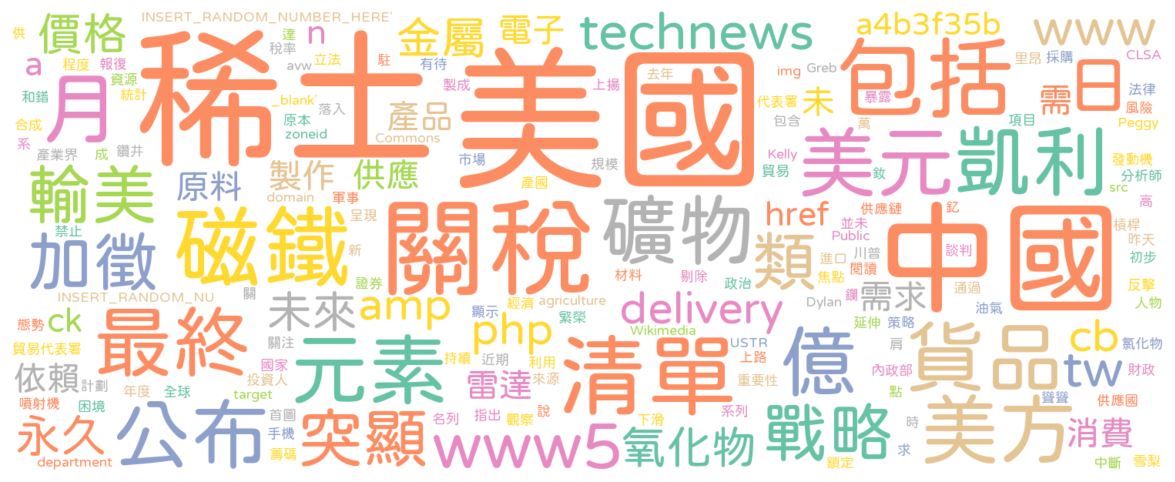 供 價格 INSERT_RANDOM_NUMBER_HERE' 達 n 金屬 電子 technews a4b3f35b www
稅率 立法 駐 有待 里昂 採購 CLSA
a 程度 報復 avw 稀土 美國 img Greb 包括 需 日
資源 月 製成 上揚 去年 暴露 法律
和鍩 統計 _blank' 落入 產品 代表署 未 風險
合成 原本 zoneid Commons 包含 萬 項目 Peggy
系 產業界 成 鑽井 市場 規模 Kelly 美元 凱利 發動機
輸美 原料 製作 供應 產國 貿易 釹 分析師
domain 軍事 src
禁止 磁鐵 呈現 關稅 礦物 href 供應鏈 釔 中國 高
加徵 新 類 並未 Public 談判 槓桿
川普 昨天
證券 材料 剔除 政治 進口 焦點 閱讀 初步
INSERT_RANDOM_NU 關 未來 amp 顯示 經濟 agriculture delivery Dylan 鑭 需求 通過 反擊
態勢 ck 最終 php 繁榮 Wikimedia 延伸 策略 油氣 人物
關注 元素 清單 USTR 億 肩 貨品 cb 氯化物
貿易代表署 國家 持續 近期 利用 上路
依賴 計劃 投資人 雷達 來源 重要性 內政部 tw 財政
噴射機 年度 全球 target 點 聳聳 供應國
困境 首圖 名列 指出 觀察 說 下滑 系列 時
永久 公布 手機 突顯 www5 氧化物 戰略 美方 消費
department 籌碼 鎖定 求 中斷 雪梨